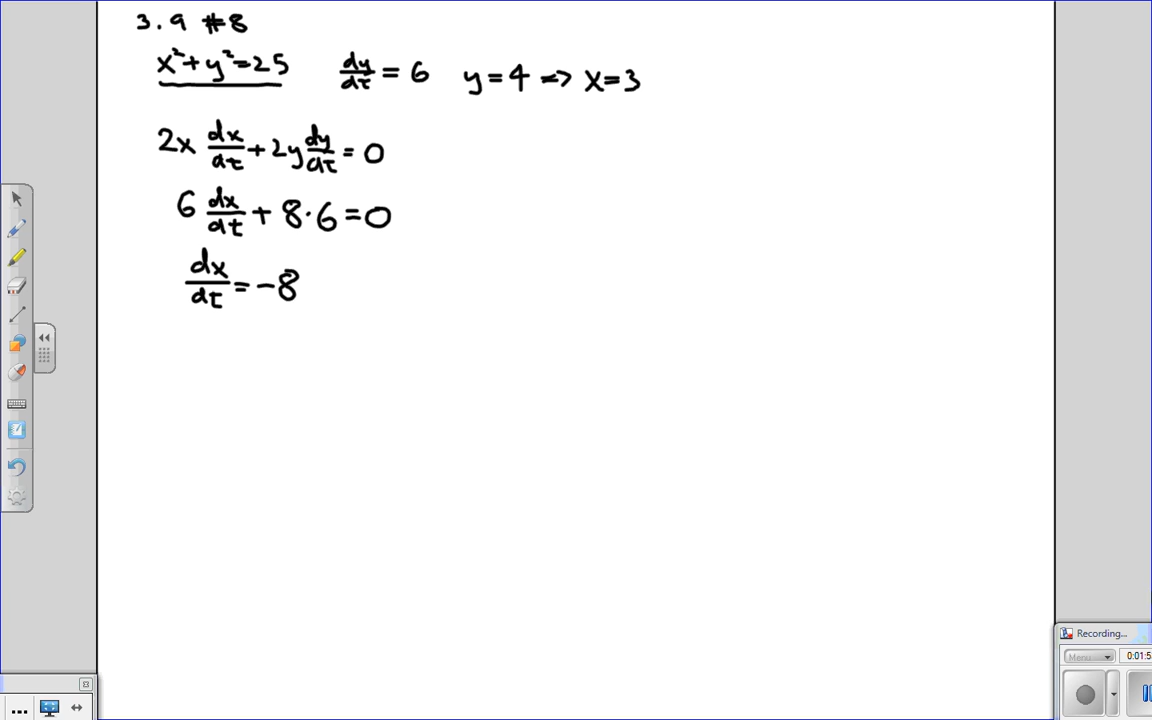 3.9 #8
x²+y²=25 dy/dt = 6 y=4 => x=3
2x dx/dt + 2y dy/dt = 0
6 dx/dt + 8·6 = 0
dx/dt = -8
Recording...
Menu
0:01:5
...